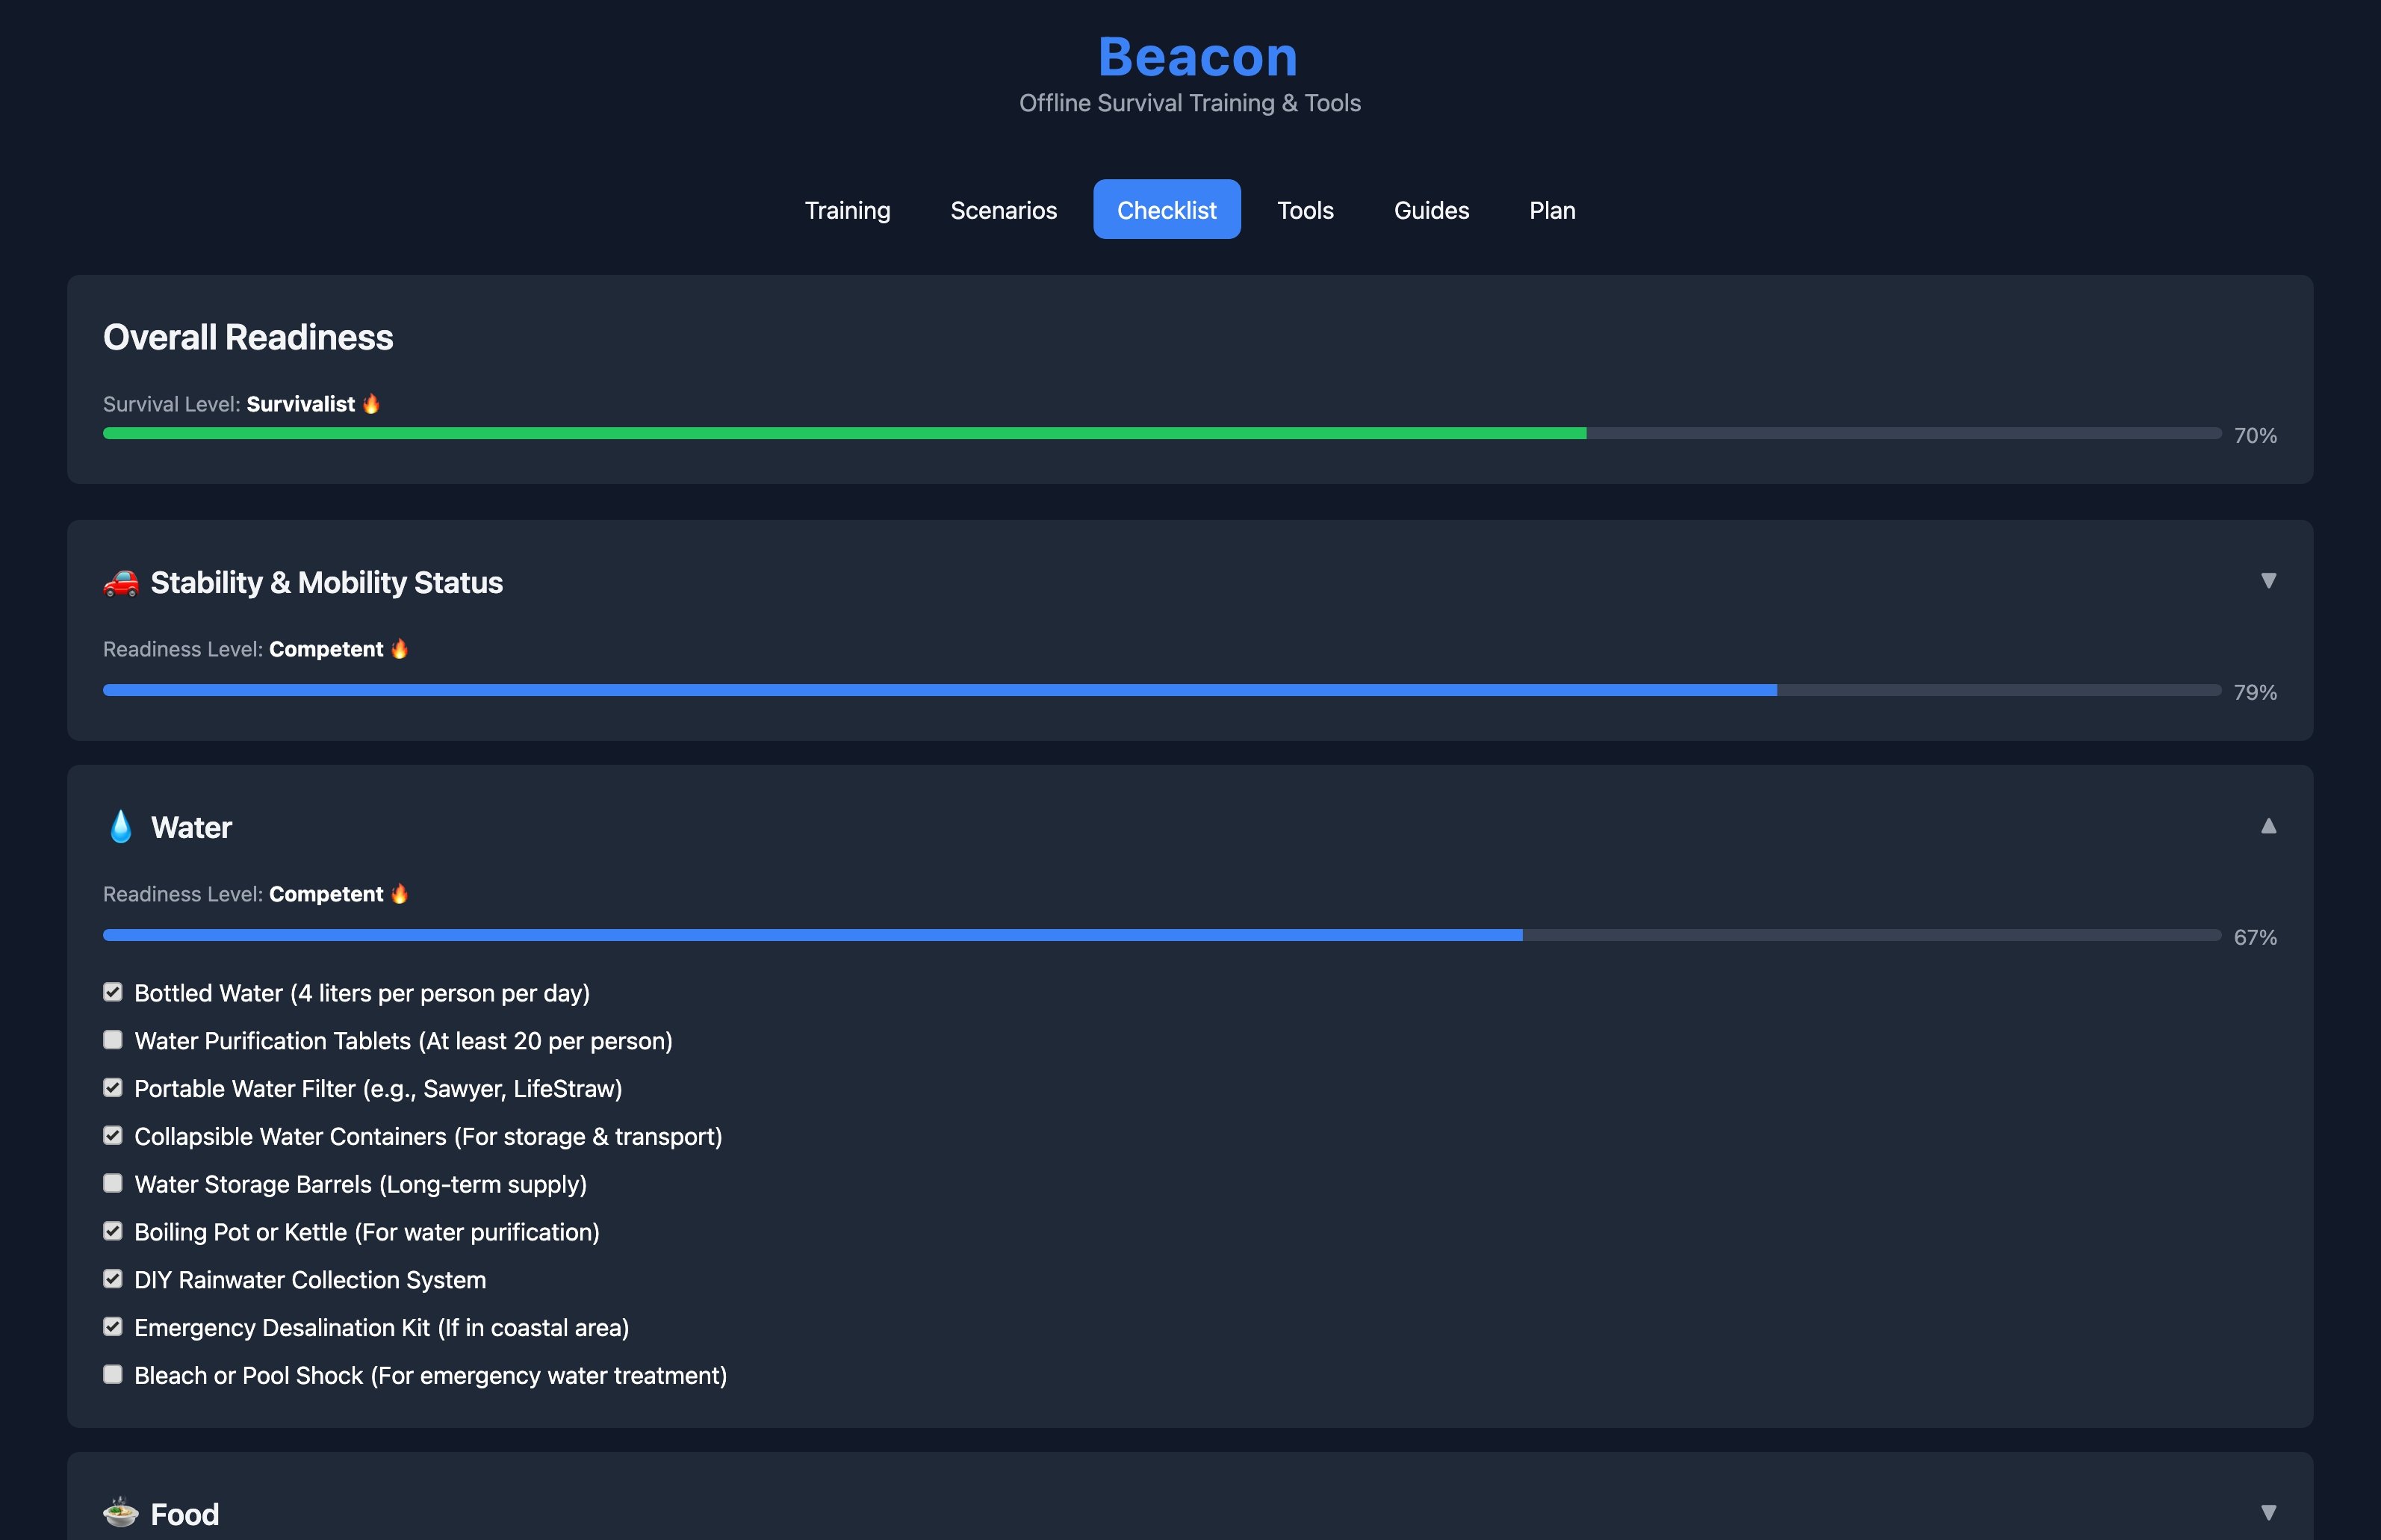 Beacon
Offline Survival Training & Tools
Training Scenarios Checklist Tools Guides Plan
Overall Readiness
Survival Level: Survivalist 🔥
70%
🚗 Stability & Mobility Status ▼
Readiness Level: Competent 🔥
79%
💧 Water ▲
Readiness Level: Competent 🔥
67%
Bottled Water (4 liters per person per day)
Water Purification Tablets (At least 20 per person)
Portable Water Filter (e.g., Sawyer, LifeStraw)
Collapsible Water Containers (For storage & transport)
Water Storage Barrels (Long-term supply)
Boiling Pot or Kettle (For water purification)
DIY Rainwater Collection System
Emergency Desalination Kit (If in coastal area)
Bleach or Pool Shock (For emergency water treatment)
🍲 Food ▼